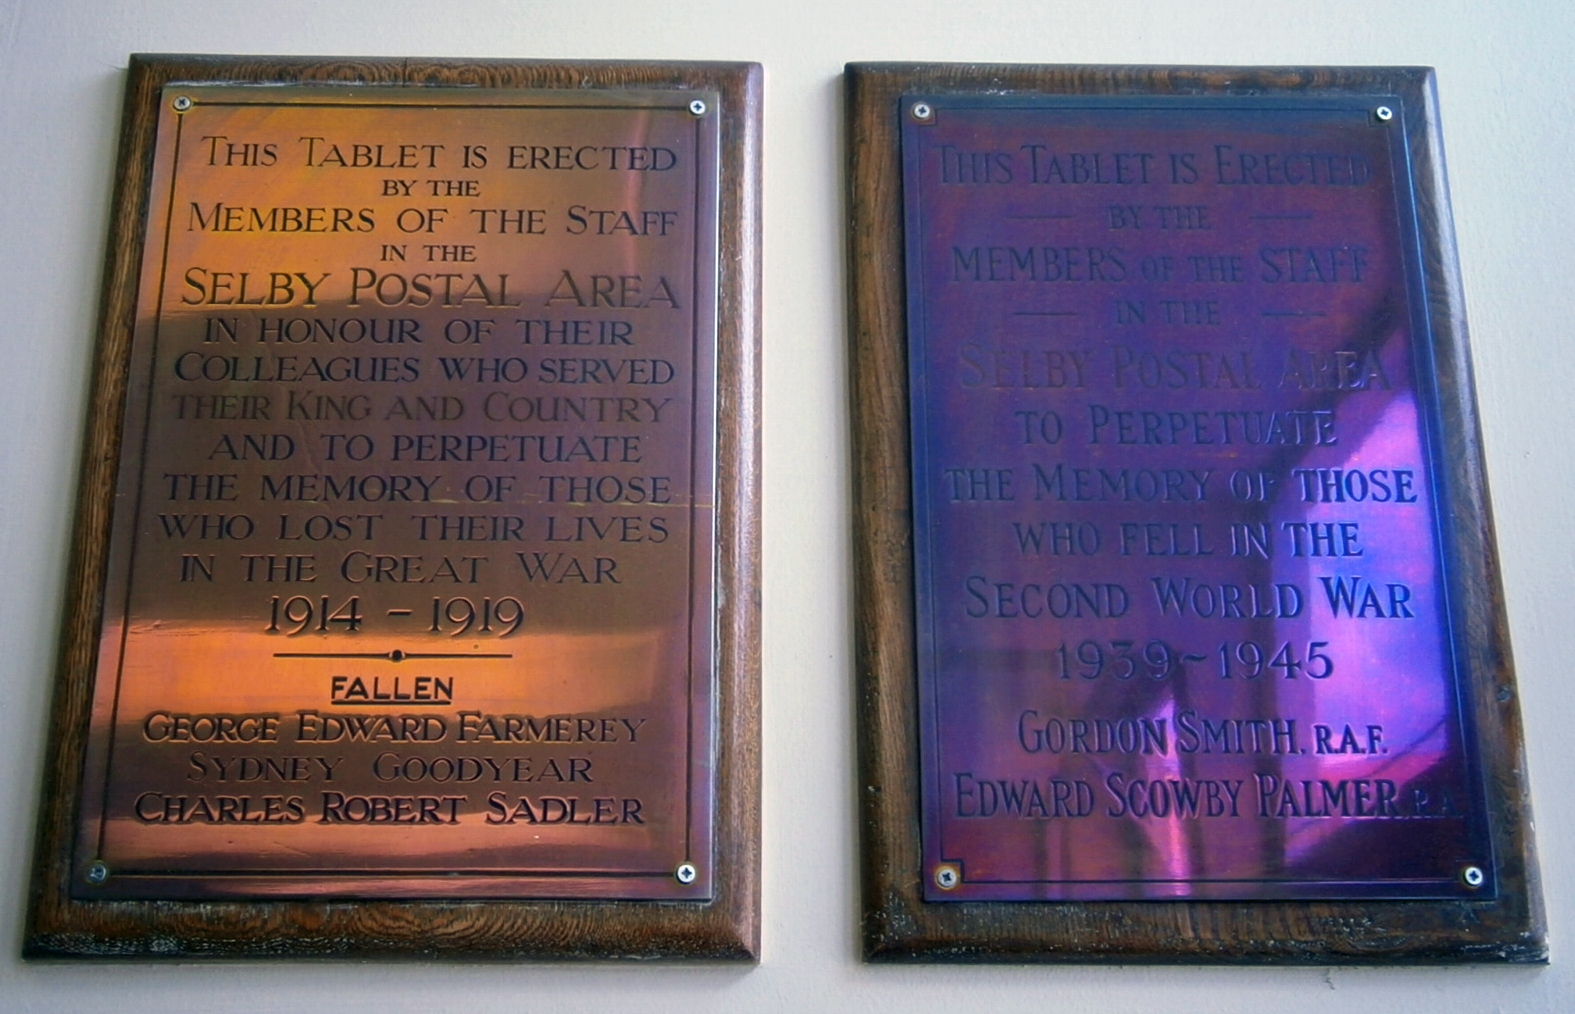 THIS TABLET IS ERECTED
BY THE
MEMBERS OF THE STAFF
IN THE
SELBY POSTAL AREA
IN HONOUR OF THEIR
COLLEAGUES WHO SERVED
THEIR KING AND COUNTRY
AND TO PERPETUATE
THE MEMORY OF THOSE
WHO LOST THEIR LIVES
IN THE GREAT WAR
1914 - 1919
FALLEN
GEORGE EDWARD FARMEREY
SYDNEY GOODYEAR
CHARLES ROBERT SADLER
THIS TABLET IS ERECTED
BY THE
MEMBERS OF THE STAFF
IN THE
SELBY POSTAL AREA
TO PERPETUATE
THE MEMORY OF THOSE
WHO FELL IN THE
SECOND WORLD WAR
1939~1945
GORDON SMITH, R.A.F.
EDWARD SCOWBY PALMER,